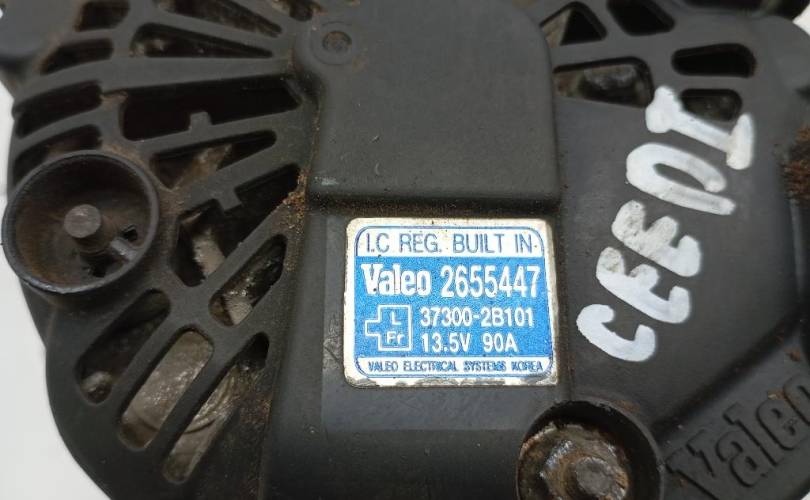 I.C REG. BUILT IN
Valeo 2655447
L
Fr
37300-2B101
13.5V 90A
VALEO ELECTRICAL SYSTEMS KOREA
CEED I
Valeo